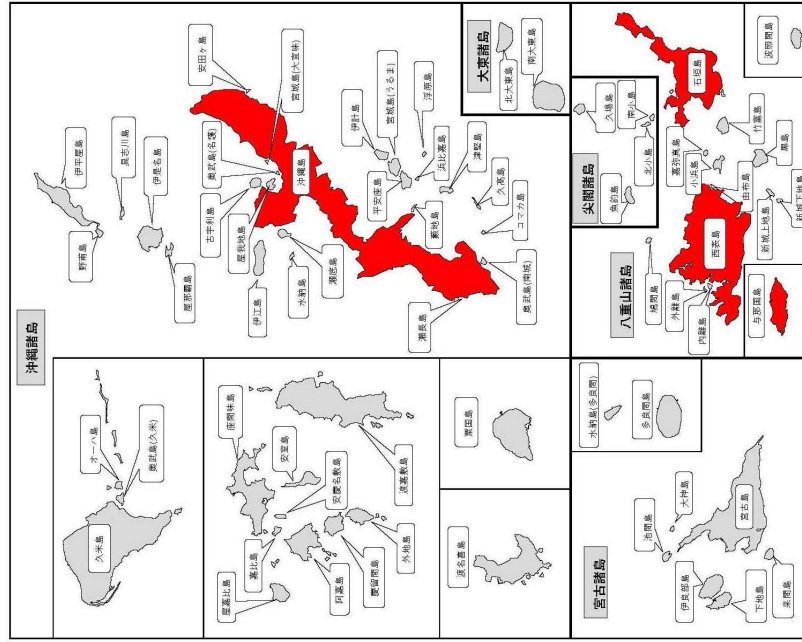 沖縄諸島
伊平屋島
野甫島
具志川島
伊是名島
屋那覇島
安田ヶ島
宮城島(大宜味)
奥武島(名護)
古宇利島
屋我地島
沖縄島
伊江島
水納島
瀬底島
伊計島
宮城島(うるま)
平安座島
浮原島
浜比嘉島
津堅島
藪地島
久高島
コマカ島
奥武島(南城)
瀬長島
大東諸島
北大東島
南大東島
オーハ島
奥武島(久米)
久米島
座間味島
安室島
安慶名敷島
渡嘉敷島
嘉比島
屋嘉比島
阿嘉島
慶留間島
外地島
粟国島
渡名喜島
尖閣諸島
久場島
南小島
北小島
魚釣島
八重山諸島
石垣島
波照間島
竹富島
嘉弥真島
小浜島
黒島
由布島
新城上地島
新城下地島
西表島
鳩間島
外離島
内離島
与那国島
宮古諸島
水納島(多良間)
多良間島
大神島
池間島
宮古島
伊良部島
下地島
来間島